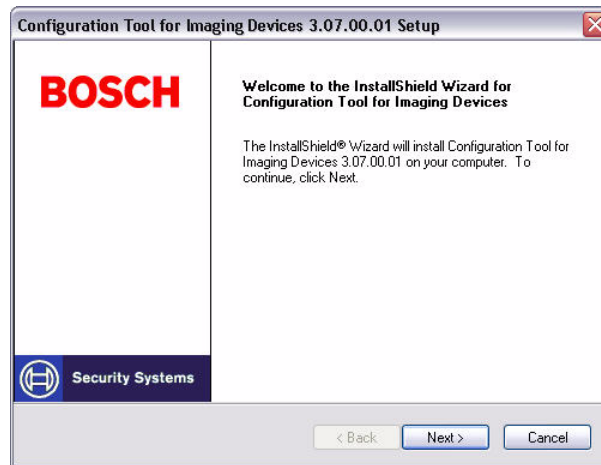 Configuration Tool for Imaging Devices 3.07.00.01 Setup
BOSCH
Welcome to the InstallShield Wizard for
Configuration Tool for Imaging Devices
The InstallShield® Wizard will install Configuration Tool for
Imaging Devices 3.07.00.01 on your computer. To
continue, click Next.
Security Systems
< Back
Next >
Cancel